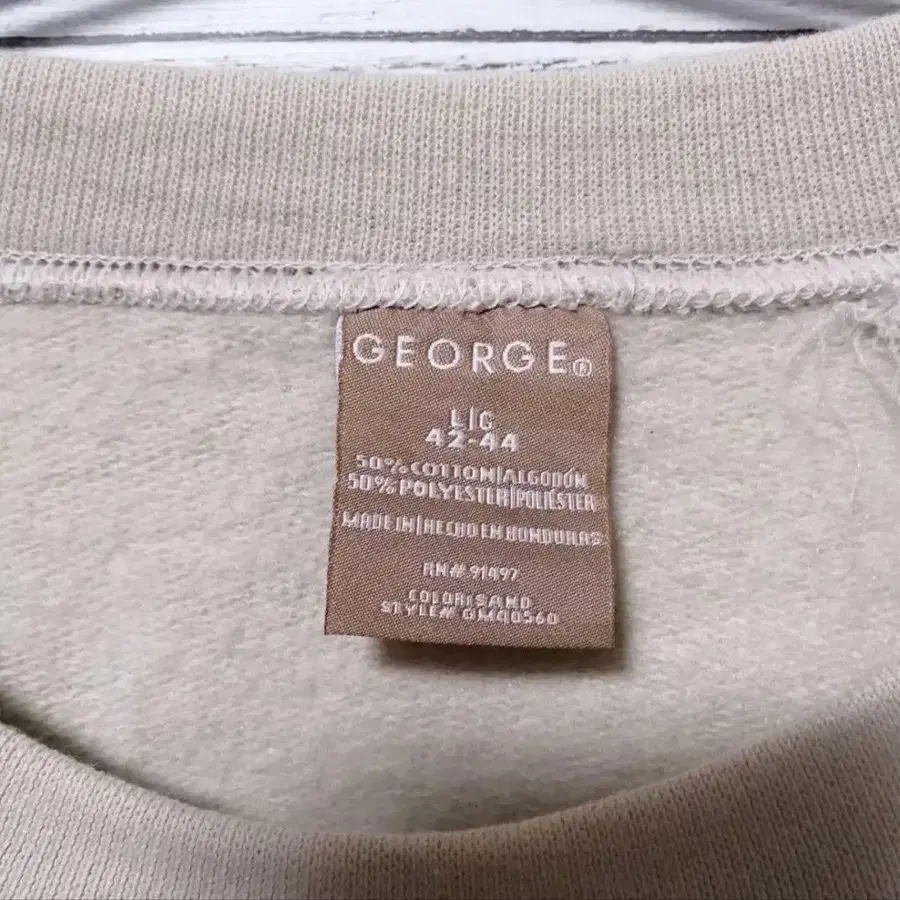 GEORGE®
L|G
42-44
50% COTTON|ALGODÓN
50% POLYESTER|POLIÉSTER
MADE IN|HECHO EN HONDURAS
RN# 91497
COLOR:SAND
STYLE# GM40560